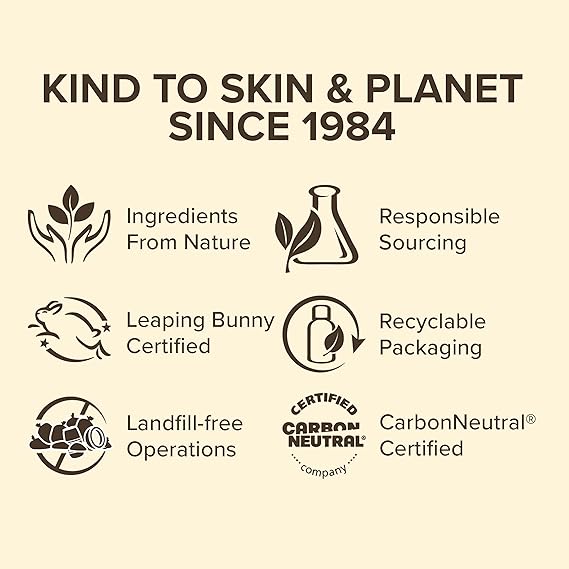 KIND TO SKIN & PLANET
SINCE 1984
Ingredients
From Nature
Responsible
Sourcing
Leaping Bunny
Certified
Recyclable
Packaging
Landfill-free
Operations
CERTIFIED
CARBON
NEUTRAL®
company
CarbonNeutral®
Certified